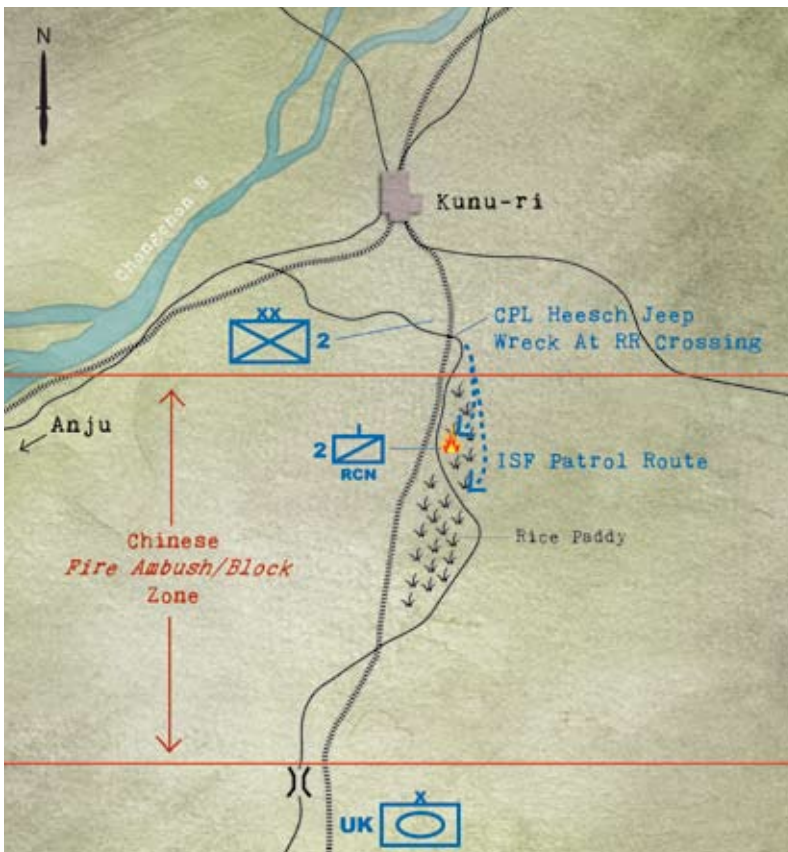 N
Chongchon R
Kunu-ri
XX
2
CPL Heesch Jeep
Wreck At RR Crossing
Anju
I
2
RCN
ISF Patrol Route
Rice Paddy
Chinese
Fire Ambush/Block
Zone
X
UK